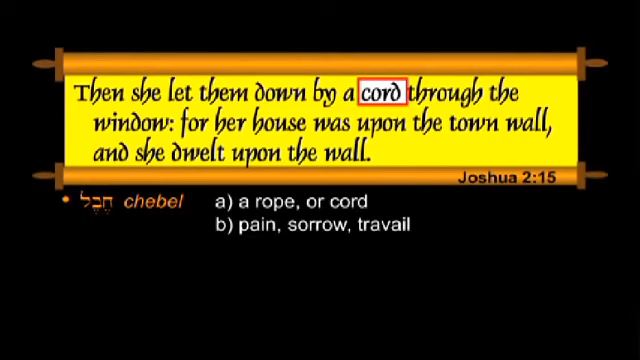 Then she let them down by a cord through the
window: for her house was upon the town wall,
and she dwelt upon the wall.
Joshua 2:15
• חֶבֶל chebel a) a rope, or cord
b) pain, sorrow, travail